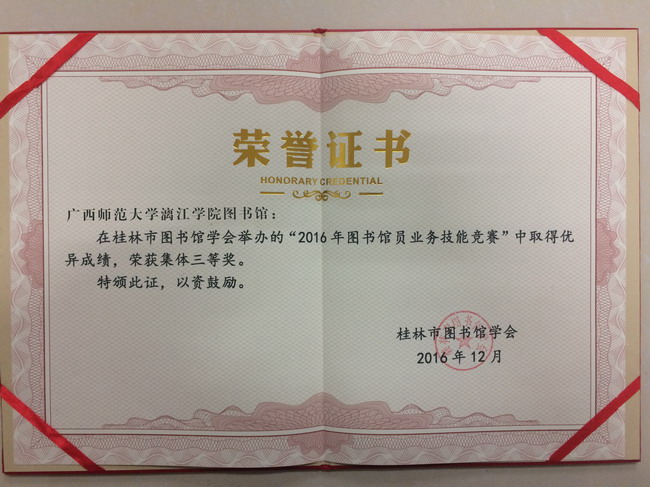 荣誉证书
HONORARY CREDENTIAL
广西师范大学漓江学院图书馆：
在桂林市图书馆学会举办的“2016年图书馆员业务技能竞赛”中取得优
异成绩，荣获集体三等奖。
特颁此证，以资鼓励。
桂林市图书馆学会
2016年12月